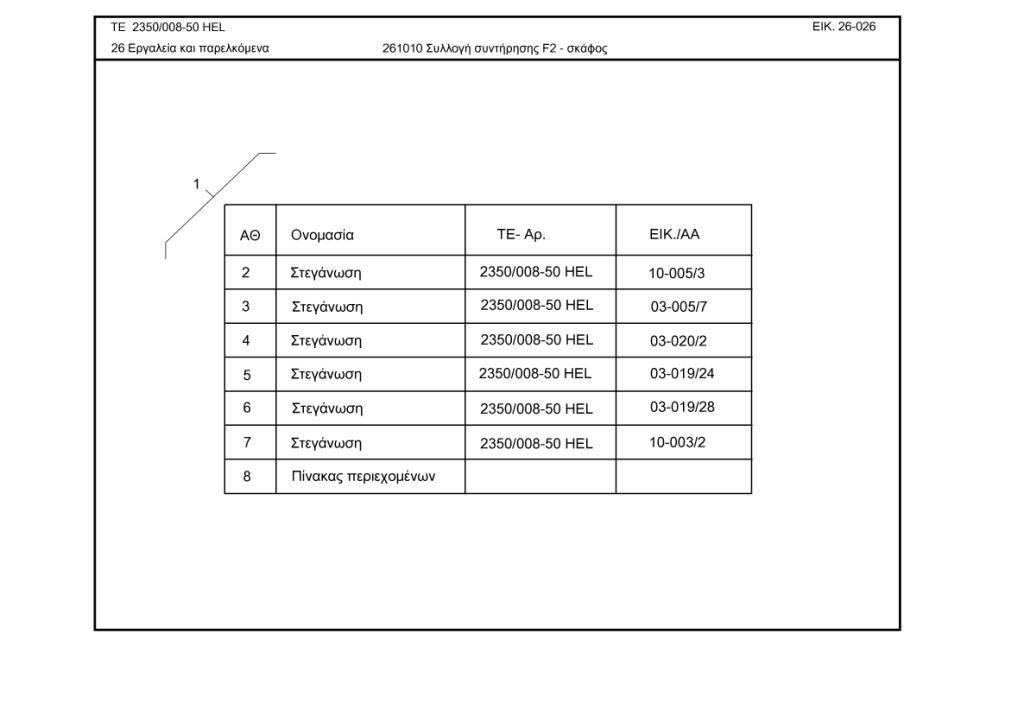 ΤΕ 2350/008-50 HEL ΕΙΚ. 26-026
26 Εργαλεία και παρελκόμενα 261010 Συλλογή συντήρησης F2 - σκάφος
1
ΑΘ Ονομασία ΤΕ- Αρ. ΕΙΚ./ΑΑ
2 Στεγάνωση 2350/008-50 HEL 10-005/3
3 Στεγάνωση 2350/008-50 HEL 03-005/7
4 Στεγάνωση 2350/008-50 HEL 03-020/2
5 Στεγάνωση 2350/008-50 HEL 03-019/24
6 Στεγάνωση 2350/008-50 HEL 03-019/28
7 Στεγάνωση 2350/008-50 HEL 10-003/2
8 Πίνακας περιεχομένων